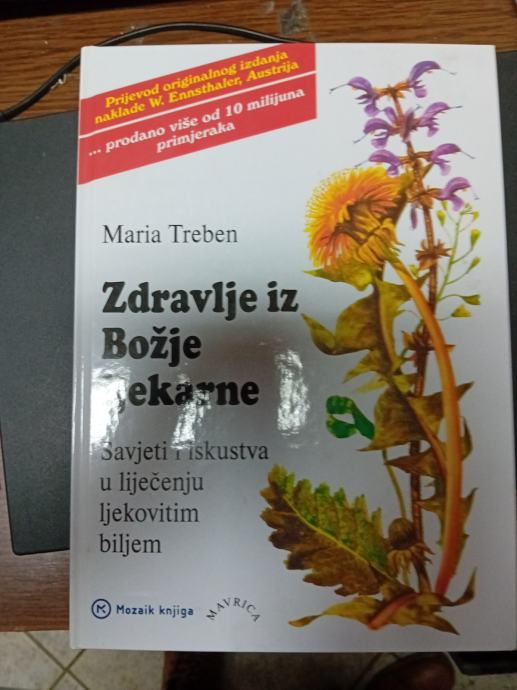 Prijevod originalnog izdanja
naklade W. Ennsthaler, Austrija
... prodano više od 10 milijuna
primjeraka
Maria Treben
Zdravlje iz
Božje
ljekarne
Savjeti i iskustva
u liječenju
ljekovitim
biljem
Mozaik knjiga
MAVRICA